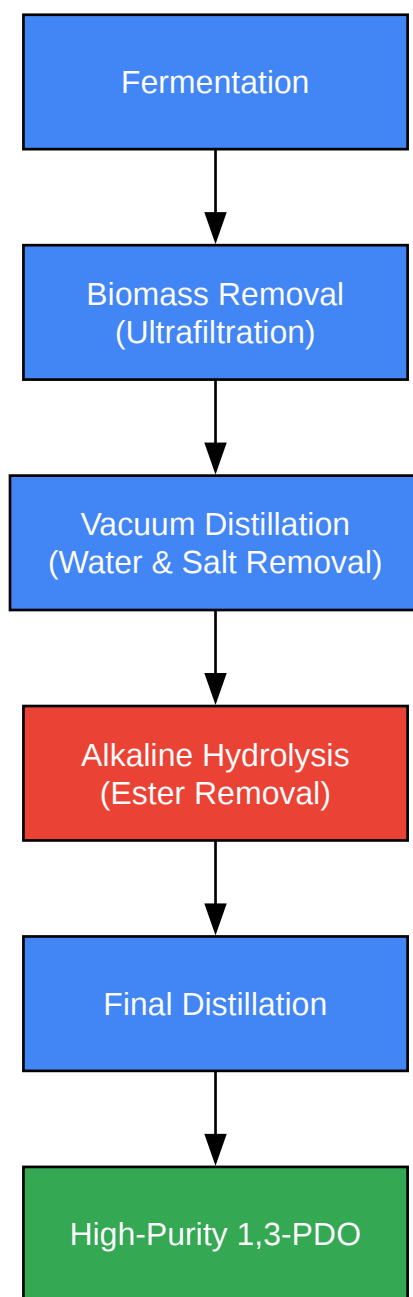 Fermentation
Biomass Removal
(Ultrafiltration)
Vacuum Distillation
(Water & Salt Removal)
Alkaline Hydrolysis
(Ester Removal)
Final Distillation
High-Purity 1,3-PDO